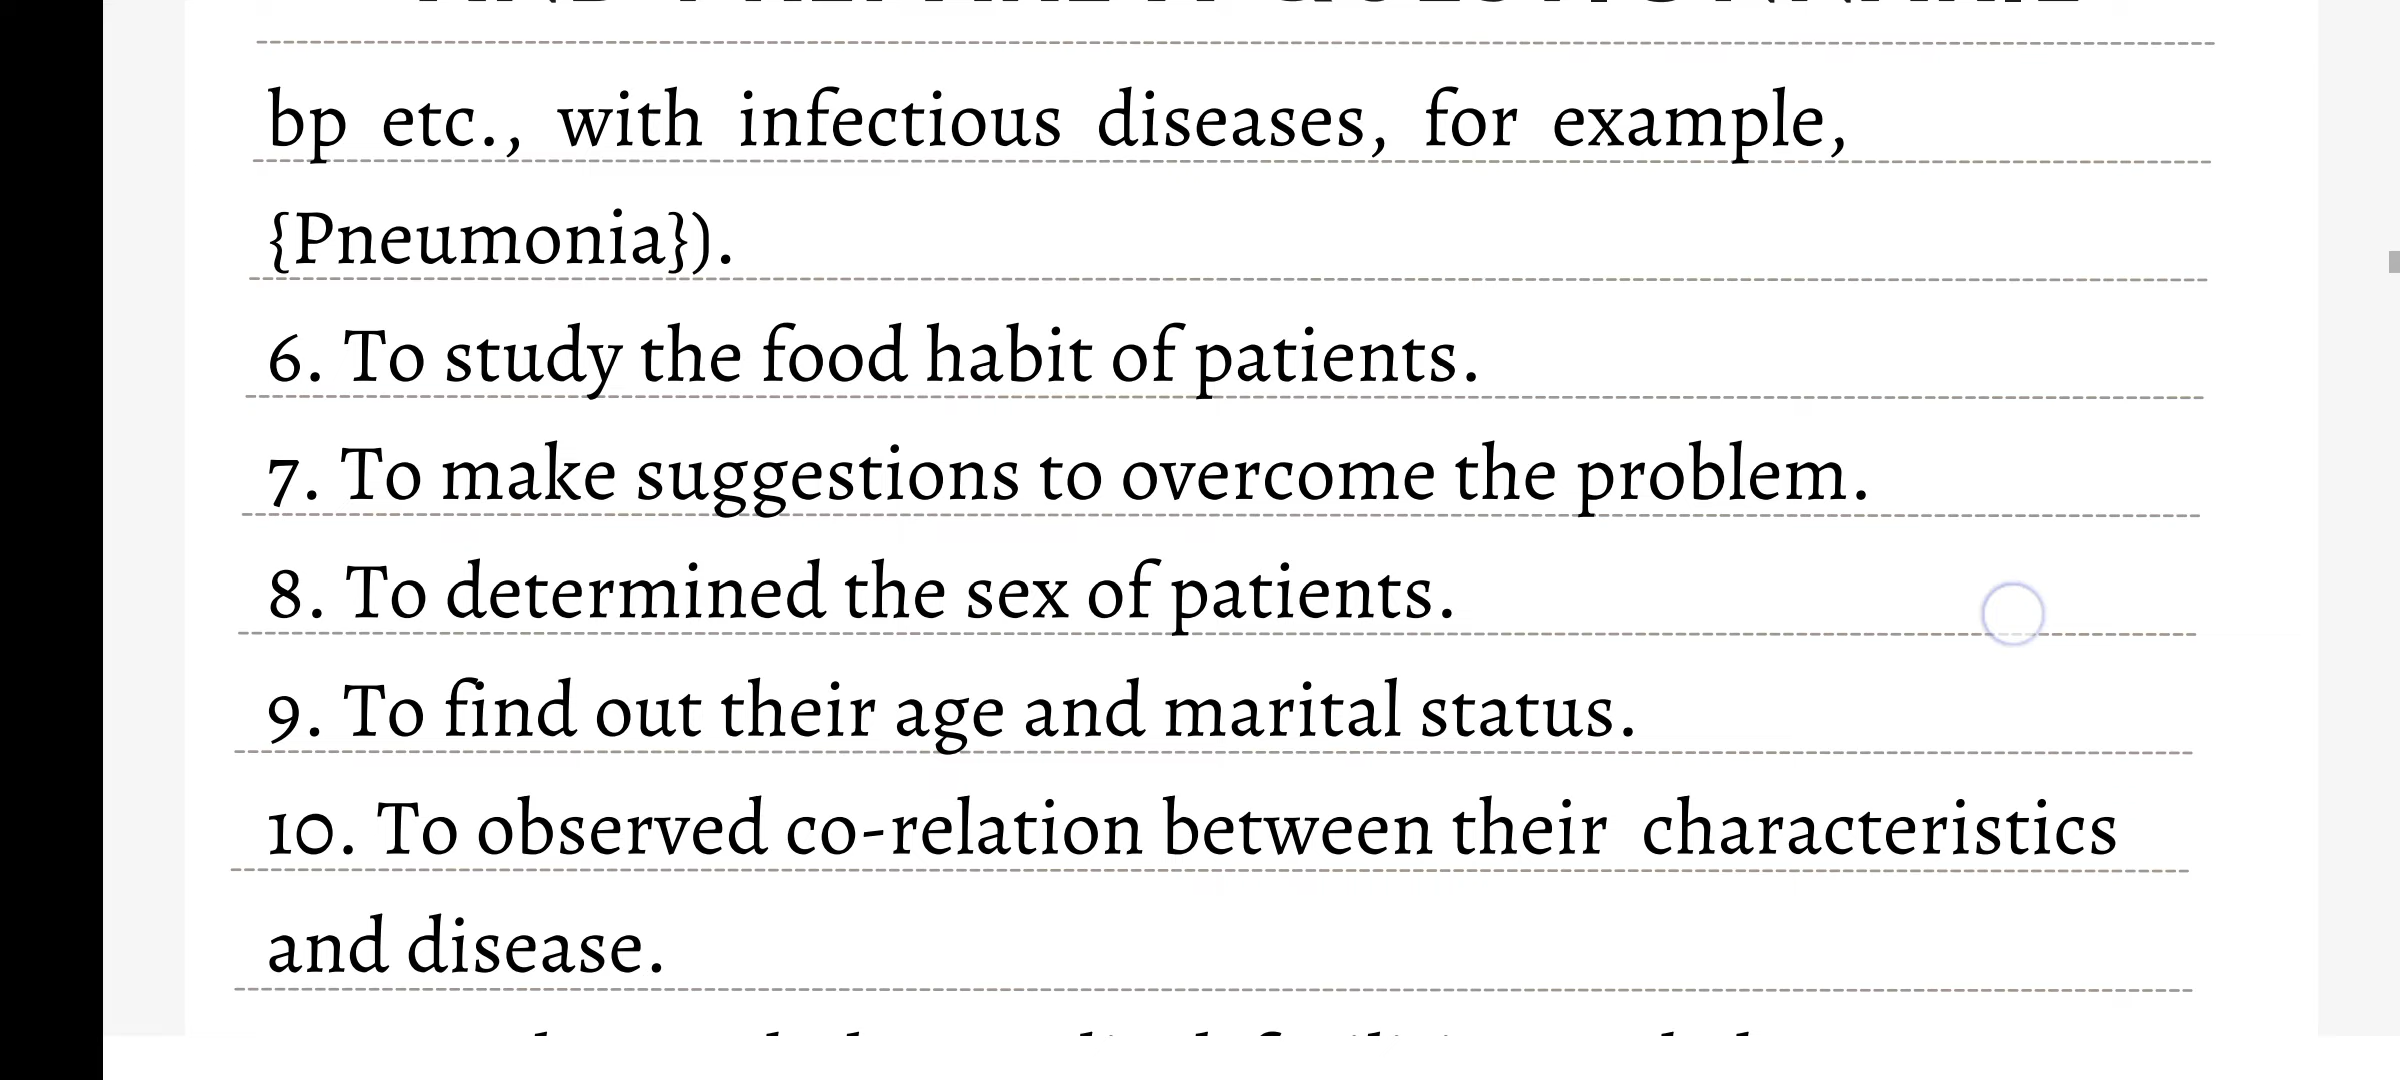 bp etc., with infectious diseases, for example,
{Pneumonia}).
6. To study the food habit of patients.
7. To make suggestions to overcome the problem.
8. To determined the sex of patients.
9. To find out their age and marital status.
10. To observed co-relation between their characteristics
and disease.